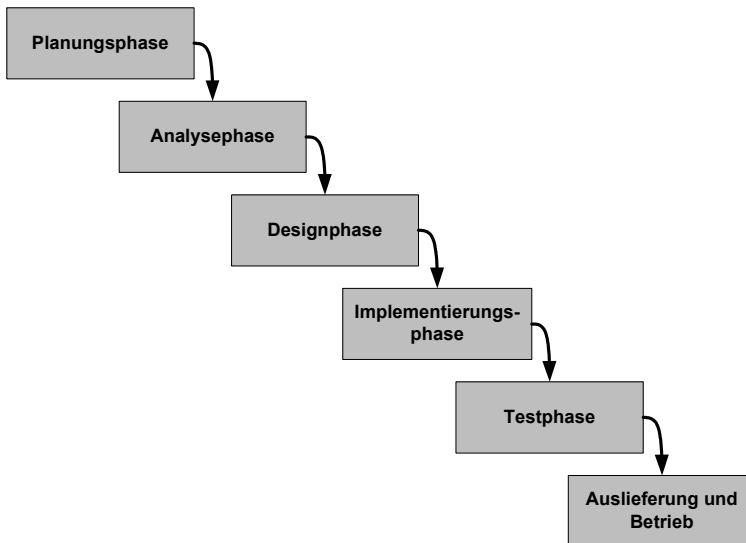 Planungsphase
Analysephase
Designphase
Implementierungs-
phase
Testphase
Auslieferung und
Betrieb